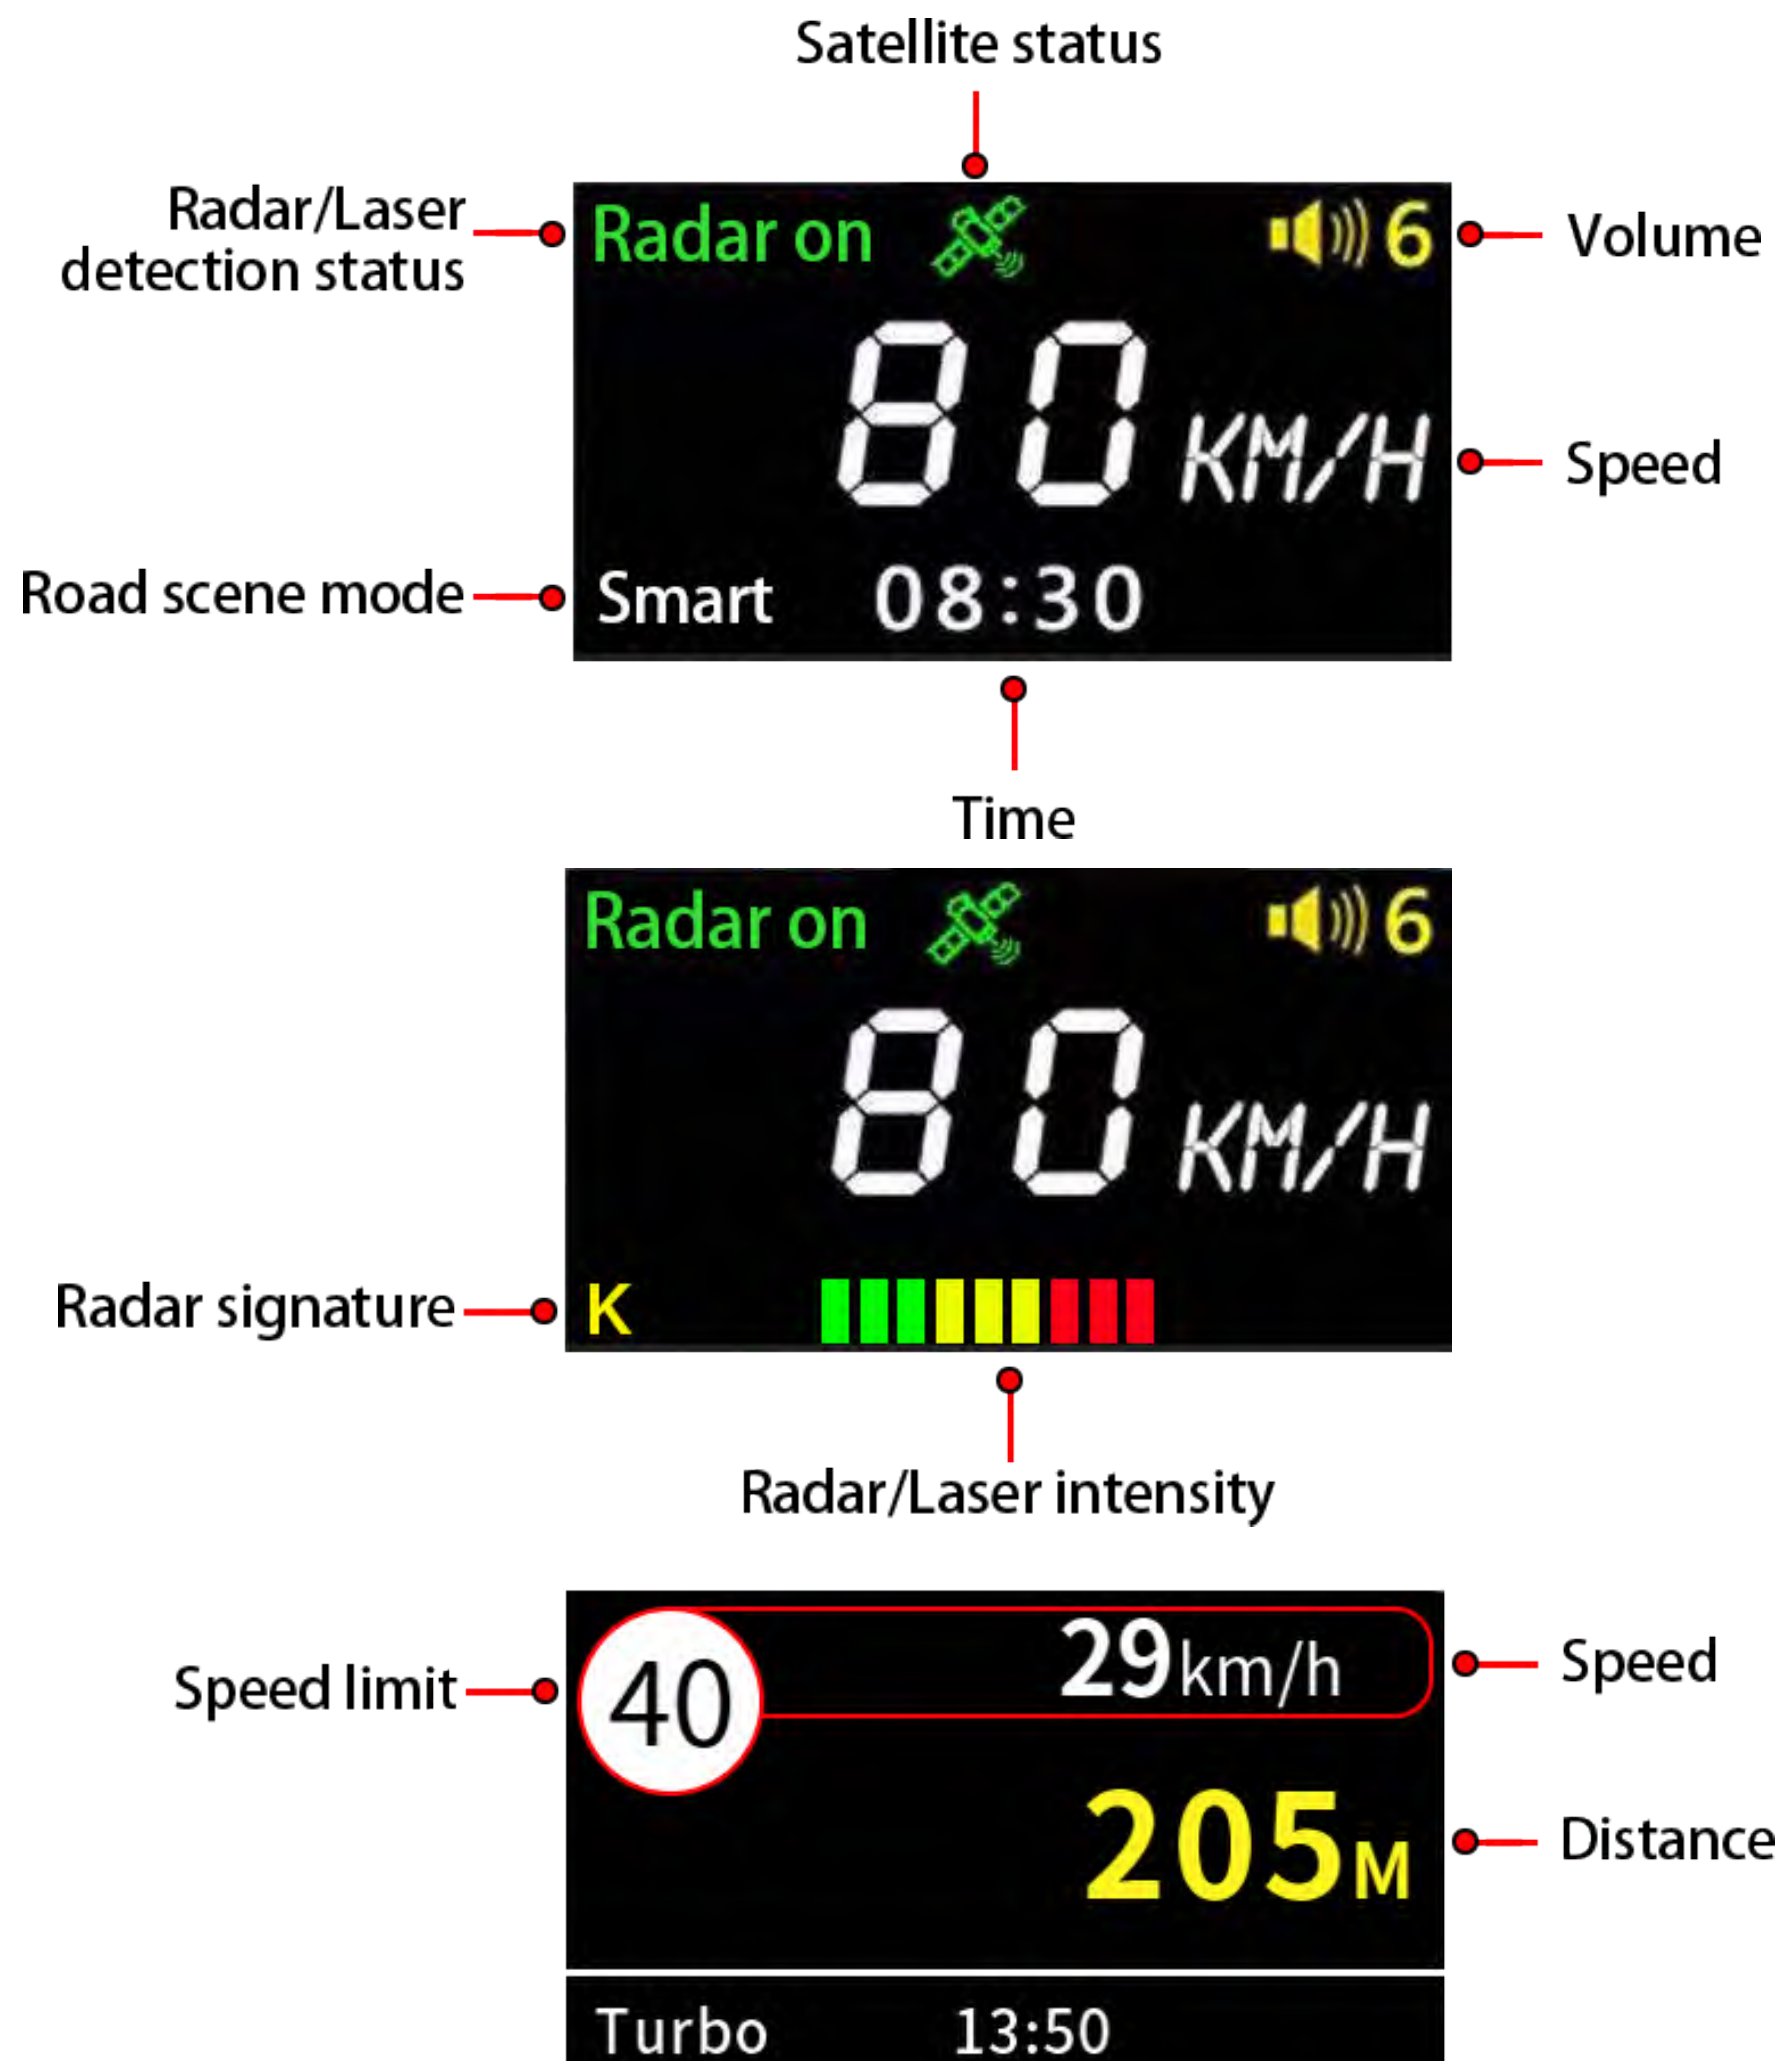 Satellite status
Radar/Laser
detection status
Radar on
6
Volume
80 KM/H
Speed
Road scene mode
Smart
08:30
Time
Radar on
6
80 KM/H
Radar signature
K
Radar/Laser intensity
Speed limit
40
29km/h
Speed
205M
Distance
Turbo
13:50